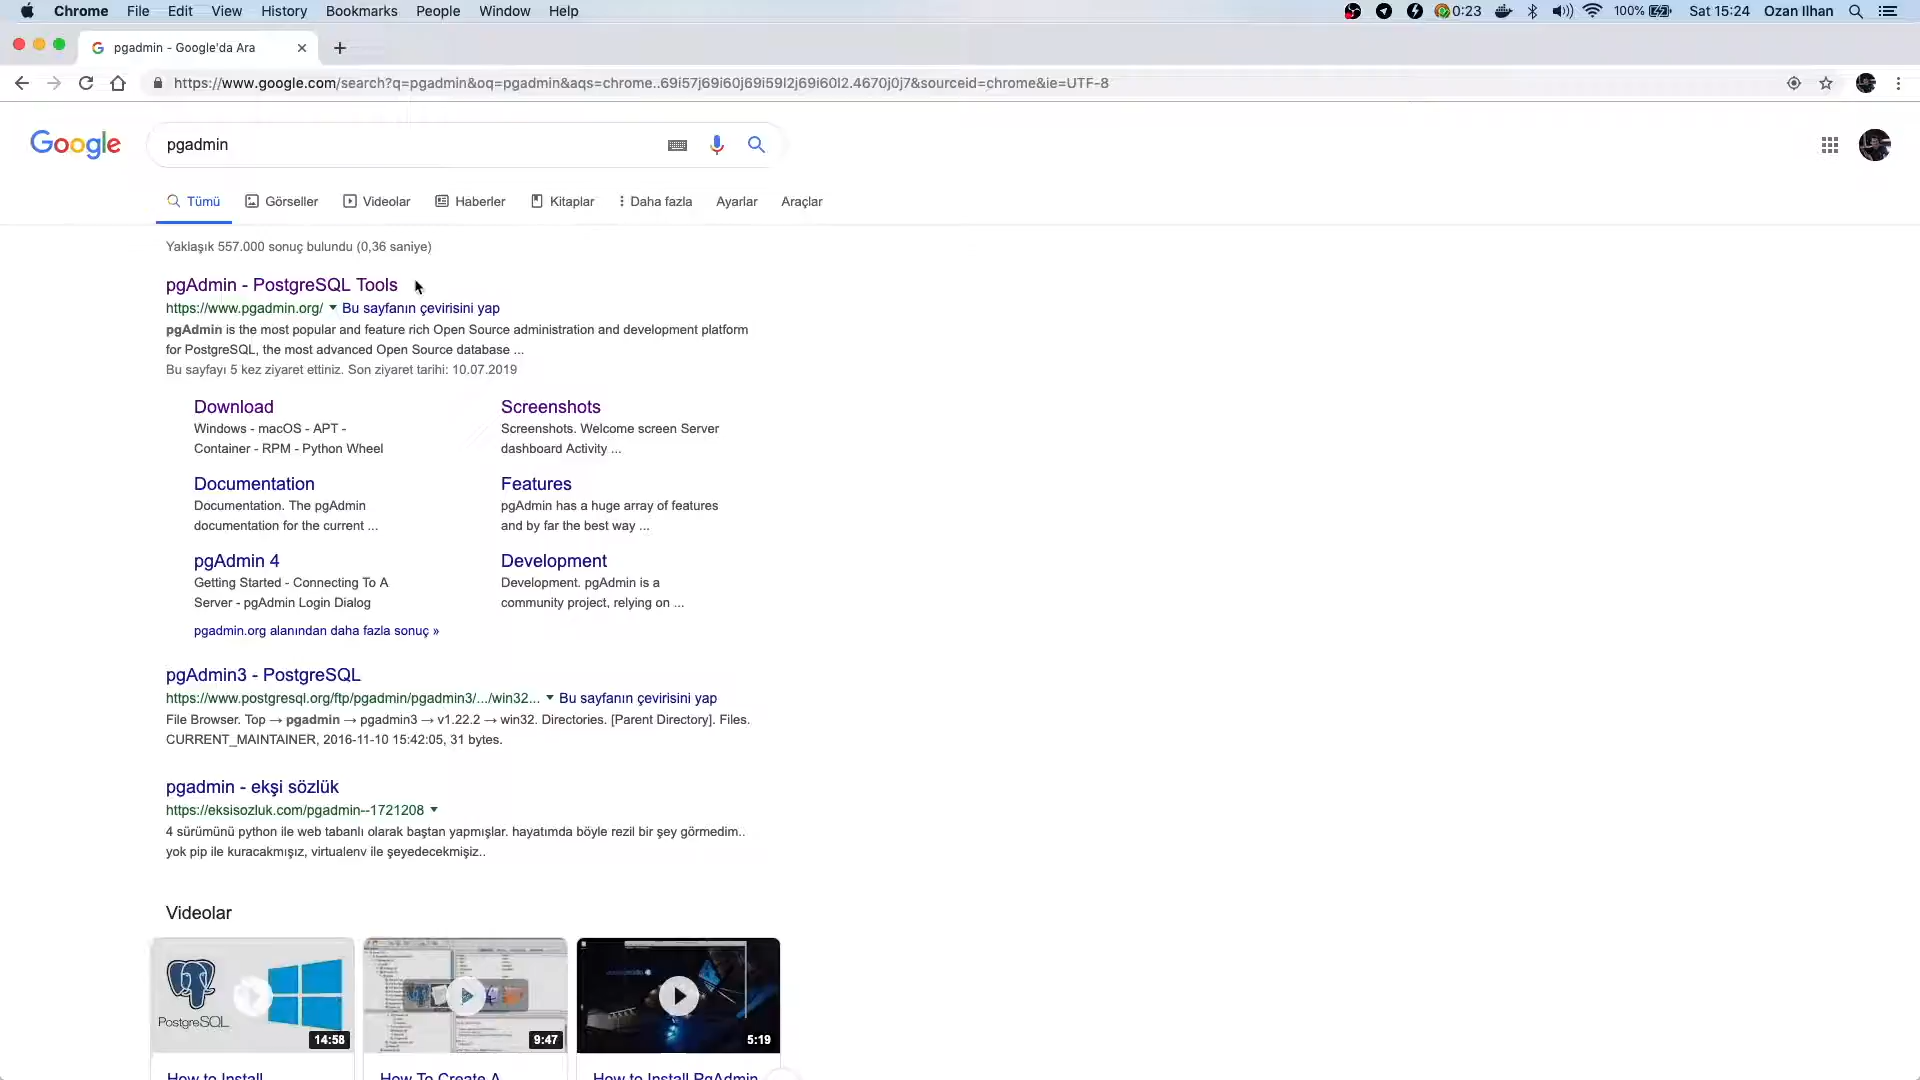 Chrome File Edit View History Bookmarks People Window Help 0:23 100% Sat 15:24 Ozan Ilhan
pgadmin - Google'da Ara
https://www.google.com/search?q=pgadmin&oq=pgadmin&aqs=chrome..69i57j69i60j69i59l2j69i60l2.4670j0j7&sourceid=chrome&ie=UTF-8
Google pgadmin
Tümü Görseller Videolar Haberler Kitaplar Daha fazla Ayarlar Araçlar
Yaklaşık 557.000 sonuç bulundu (0,36 saniye)
pgAdmin - PostgreSQL Tools
https://www.pgadmin.org/ Bu sayfanın çevirisini yap
pgAdmin is the most popular and feature rich Open Source administration and development platform
for PostgreSQL, the most advanced Open Source database ...
Bu sayfayı 5 kez ziyaret ettiniz. Son ziyaret tarihi: 10.07.2019
Download
Windows - macOS - APT -
Container - RPM - Python Wheel
Screenshots
Screenshots. Welcome screen Server
dashboard Activity ...
Documentation
Documentation. The pgAdmin
documentation for the current ...
Features
pgAdmin has a huge array of features
and by far the best way ...
pgAdmin 4
Getting Started - Connecting To A
Server - pgAdmin Login Dialog
Development
Development. pgAdmin is a
community project, relying on ...
pgadmin.org alanından daha fazla sonuç »
pgAdmin3 - PostgreSQL
https://www.postgresql.org/ftp/pgadmin/pgadmin3/.../win32... Bu sayfanın çevirisini yap
File Browser. Top → pgadmin → pgadmin3 → v1.22.2 → win32. Directories. [Parent Directory]. Files.
CURRENT_MAINTAINER, 2016-11-10 15:42:05, 31 bytes.
pgadmin - ekşi sözlük
https://eksisozluk.com/pgadmin--1721208
4 sürümünü python ile web tabanlı olarak baştan yapmışlar. hayatımda böyle rezil bir şey görmedim..
yok pip ile kuracakmışız, virtualenv ile şeyedecekmişiz..
Videolar
PostgreSQL
14:58
9:47
5:19
How to Install
How To Create A
How to Install PgAdmin